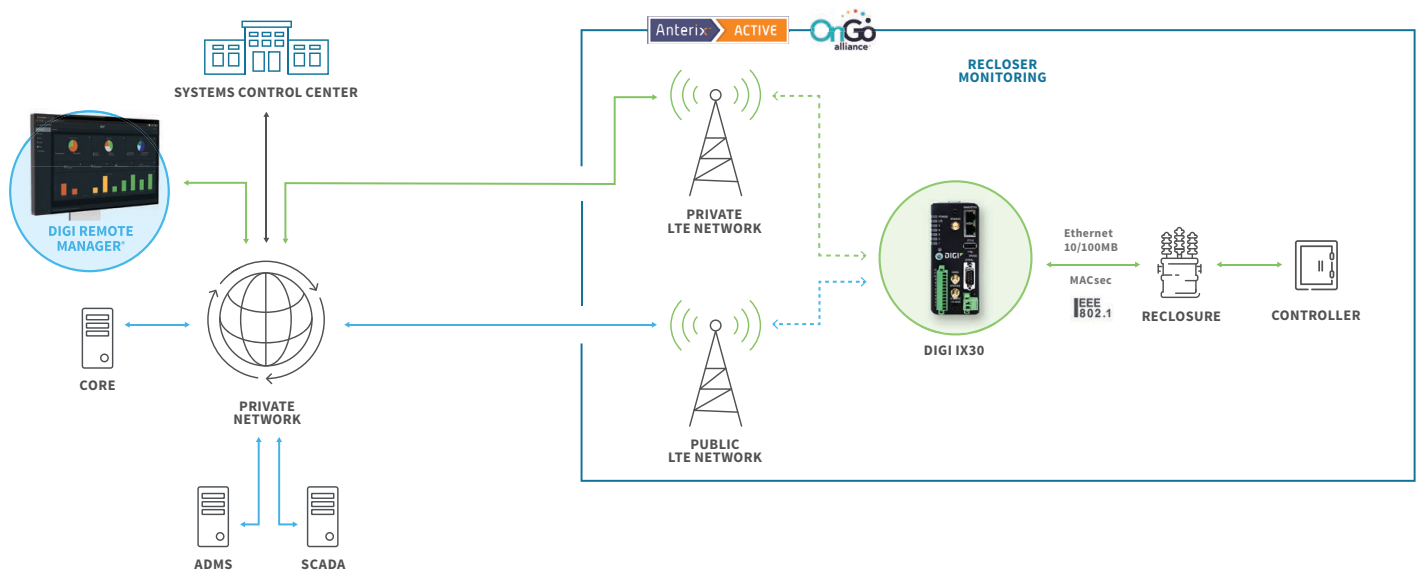 Anterix
ACTIVE
OnGo
alliance
RECLOSER
MONITORING
SYSTEMS CONTROL CENTER
DIGI REMOTE
MANAGER®
PRIVATE
LTE NETWORK
Ethernet
10/100MB
MACsec
IEEE
802.1
DIGI
RECLOSURE
CONTROLLER
DIGI IX30
CORE
PRIVATE
NETWORK
PUBLIC
LTE NETWORK
ADMS
SCADA